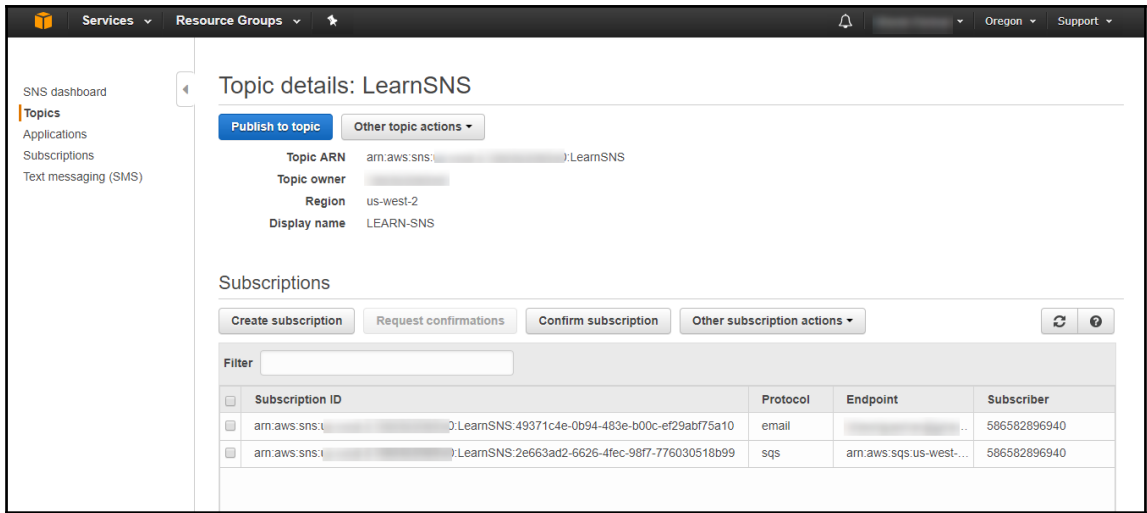 Services Resource Groups Oregon Support
SNS dashboard
Topics
Applications
Subscriptions
Text messaging (SMS)
Topic details: LearnSNS
Publish to topic Other topic actions
Topic ARN arn:aws:sns: :LearnSNS
Topic owner
Region us-west-2
Display name LEARN-SNS
Subscriptions
Create subscription Request confirmations Confirm subscription Other subscription actions
Filter
Subscription ID Protocol Endpoint Subscriber
arn:aws:sns: 0:LearnSNS:49371c4e-0b94-483e-b00c-ef29abf75a10 email 586582896940
arn:aws:sns: :LearnSNS:2e663ad2-6626-4fec-98f7-776030518b99 sqs arn:aws:sqs:us-west-... 586582896940